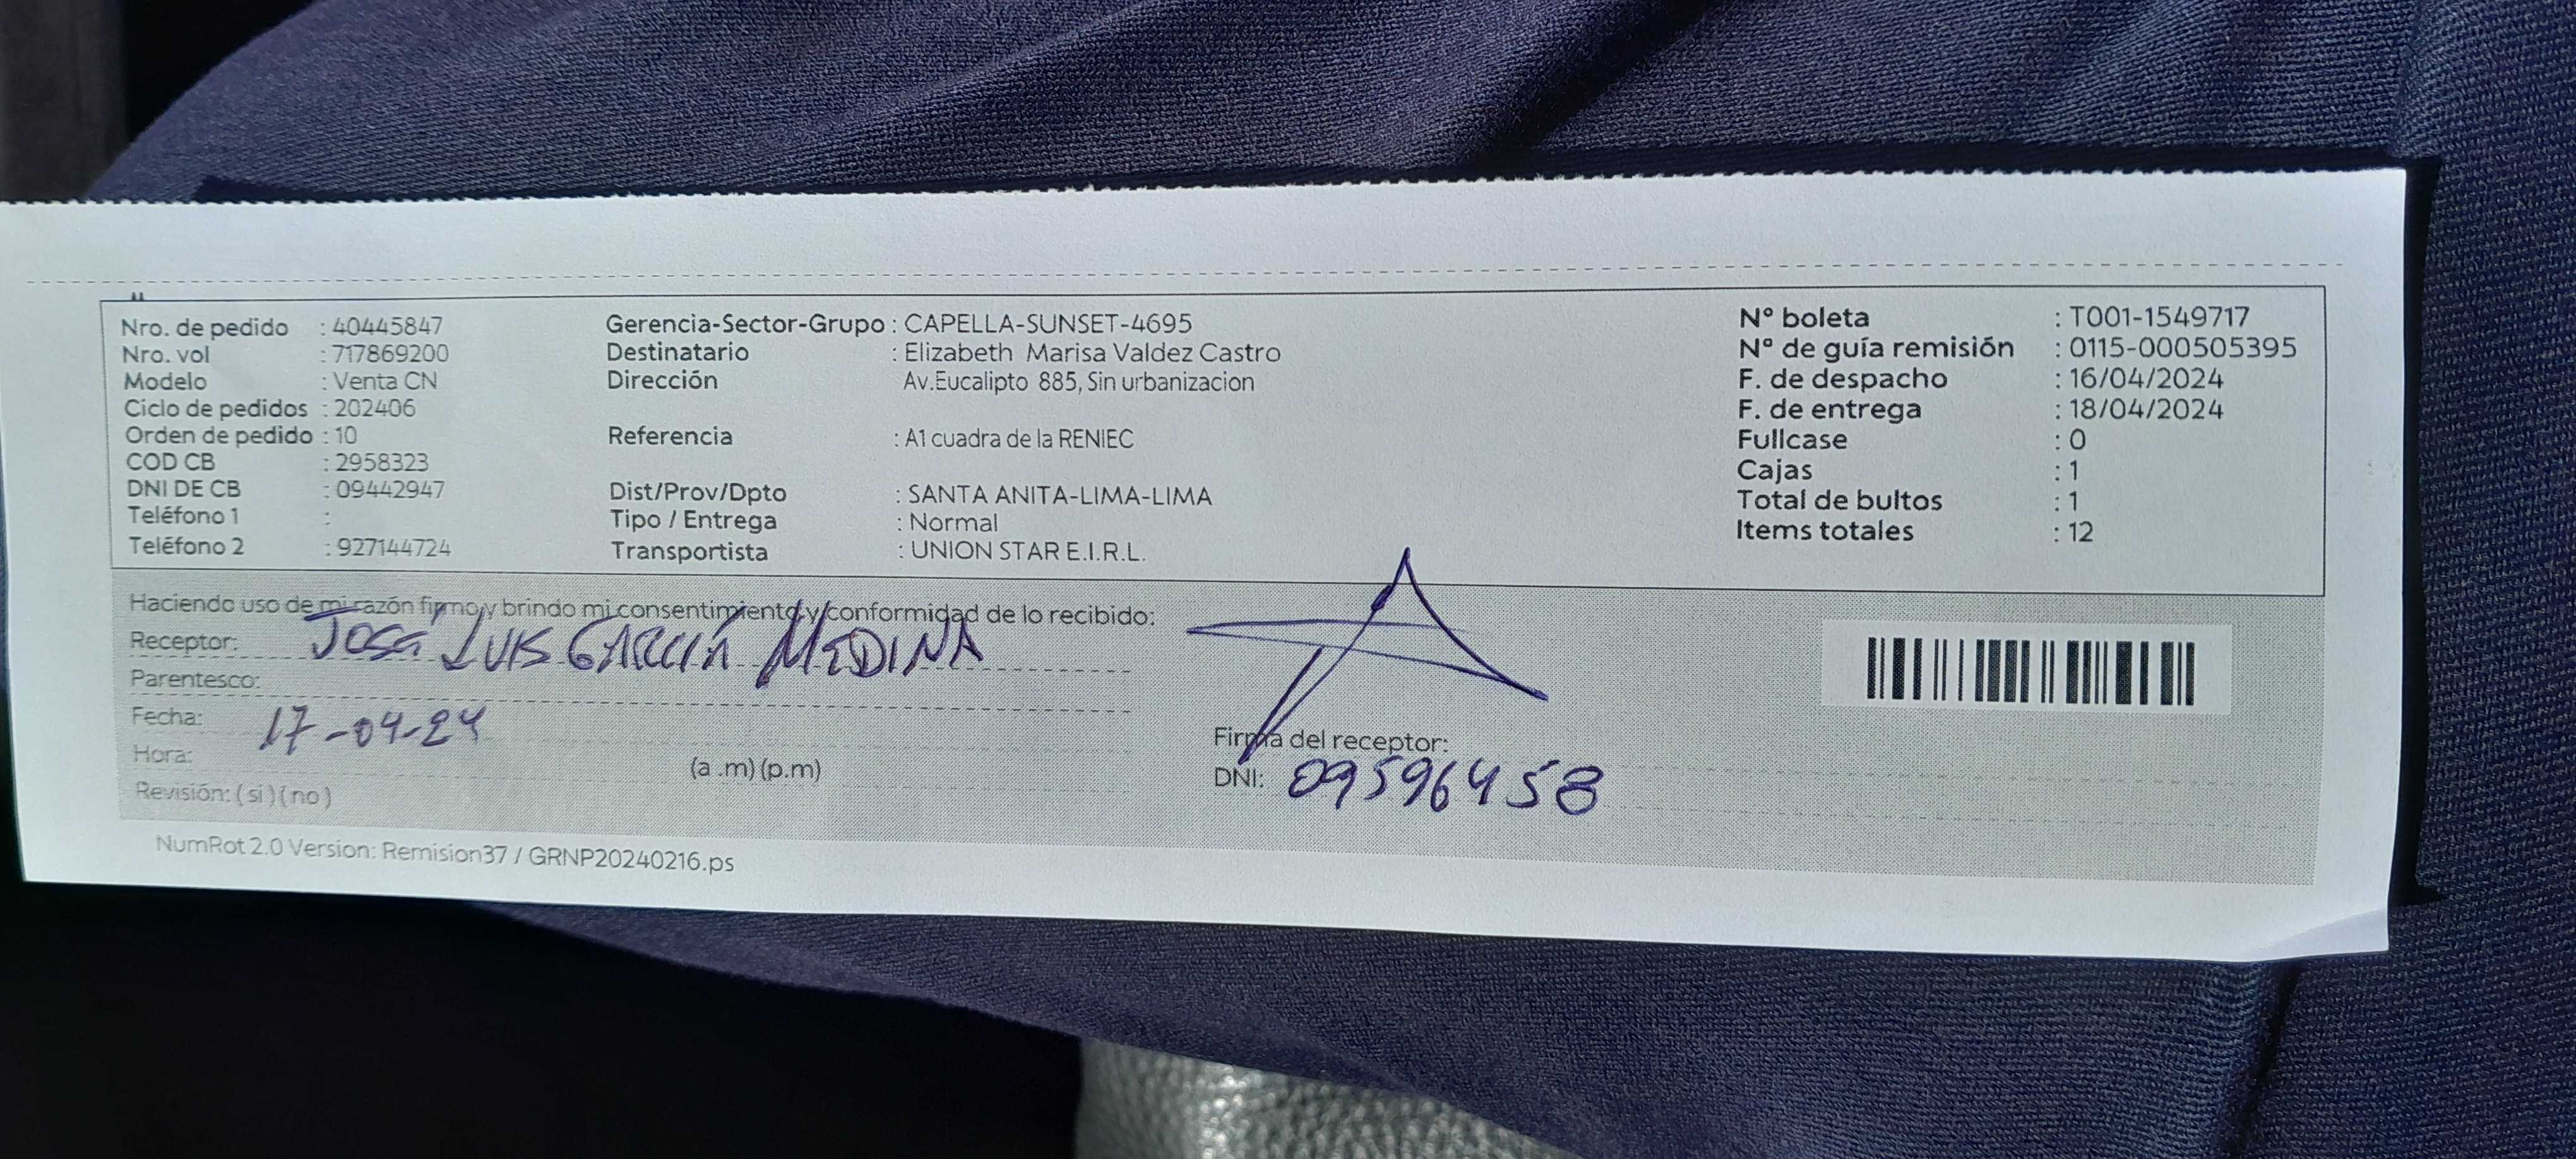 Nro. de pedido : 40445847
Nro. vol : 717869200
Modelo : Venta CN
Ciclo de pedidos : 202406
Orden de pedido : 10
COD CB : 2958323
DNI DE CB : 09442947
Teléfono 1 :
Teléfono 2 : 927144724
Gerencia-Sector-Grupo : CAPELLA-SUNSET-4695
Destinatario : Elizabeth Marisa Valdez Castro
Dirección Av.Eucalipto 885, Sin urbanizacion
Referencia : A1 cuadra de la RENIEC
Dist/Prov/Dpto : SANTA ANITA-LIMA-LIMA
Tipo / Entrega : Normal
Transportista : UNION STAR E.I.R.L.
Nº boleta : T001-1549717
Nº de guía remisión : 0115-000505395
F. de despacho : 16/04/2024
F. de entrega : 18/04/2024
Fullcase : 0
Cajas : 1
Total de bultos : 1
Items totales : 12
Haciendo uso de mi razón firmo y brindo mi consentimiento y conformidad de lo recibido:
Receptor: José LUIS GARCÍA MEDINA
Parentesco:
Fecha: 17-04-24
Hora: (a .m) (p.m)
Revisión: ( si ) ( no )
Firma del receptor:
DNI: 09596458
NumRot 2.0 Version: Remision37 / GRNP20240216.ps